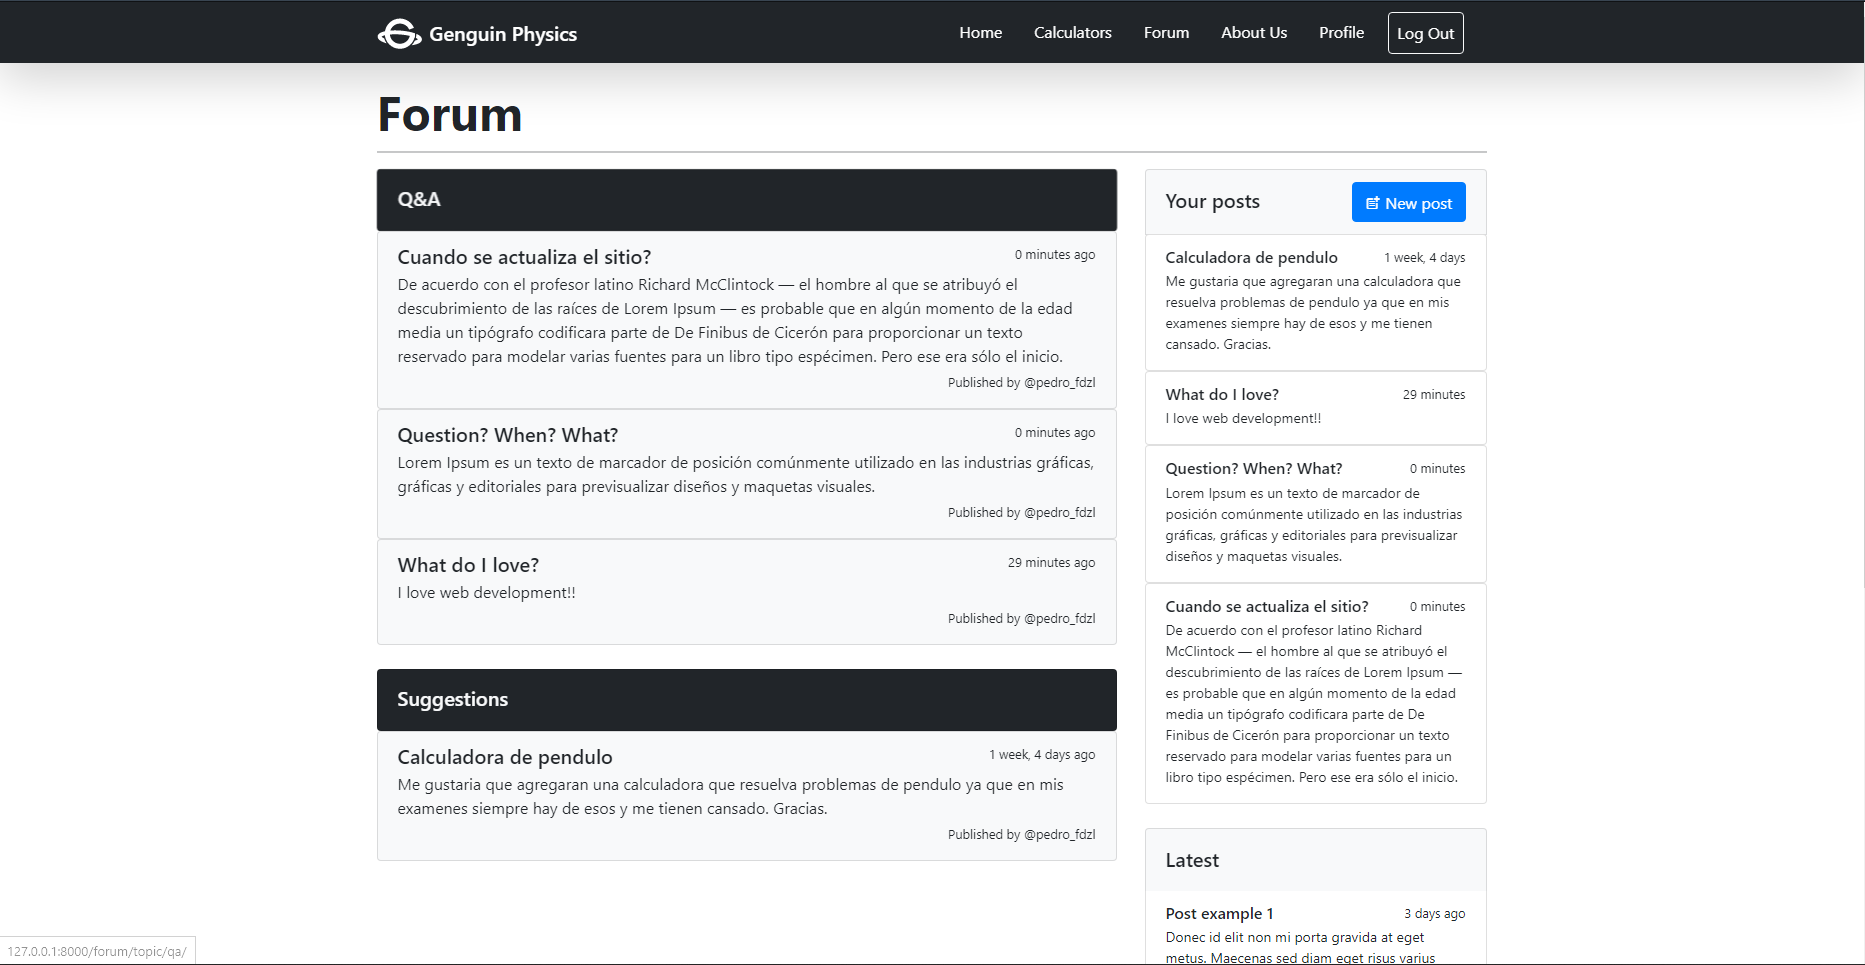 Genguin Physics
Home Calculators Forum About Us Profile Log Out
Forum
Q&A
Cuando se actualiza el sitio? 0 minutes ago
De acuerdo con el profesor latino Richard McClintock — el hombre al que se atribuyó el
descubrimiento de las raíces de Lorem Ipsum — es probable que en algún momento de la edad
media un tipógrafo codificara parte de De Finibus de Cicerón para proporcionar un texto
reservado para modelar varias fuentes para un libro tipo espécimen. Pero ese era sólo el inicio.
Published by @pedro_fdzl
Question? When? What? 0 minutes ago
Lorem Ipsum es un texto de marcador de posición comúnmente utilizado en las industrias gráficas,
gráficas y editoriales para previsualizar diseños y maquetas visuales.
Published by @pedro_fdzl
What do I love? 29 minutes ago
I love web development!!
Published by @pedro_fdzl
Suggestions
Calculadora de pendulo 1 week, 4 days ago
Me gustaria que agregaran una calculadora que resuelva problemas de pendulo ya que en mis
examenes siempre hay de esos y me tienen cansado. Gracias.
Published by @pedro_fdzl
Your posts New post
Calculadora de pendulo 1 week, 4 days
Me gustaria que agregaran una calculadora que
resuelva problemas de pendulo ya que en mis
examenes siempre hay de esos y me tienen
cansado. Gracias.
What do I love? 29 minutes
I love web development!!
Question? When? What? 0 minutes
Lorem Ipsum es un texto de marcador de
posición comúnmente utilizado en las industrias
gráficas, gráficas y editoriales para previsualizar
diseños y maquetas visuales.
Cuando se actualiza el sitio? 0 minutes
De acuerdo con el profesor latino Richard
McClintock — el hombre al que se atribuyó el
descubrimiento de las raíces de Lorem Ipsum —
es probable que en algún momento de la edad
media un tipógrafo codificara parte de De
Finibus de Cicerón para proporcionar un texto
reservado para modelar varias fuentes para un
libro tipo espécimen. Pero ese era sólo el inicio.
Latest
Post example 1 3 days ago
Donec id elit non mi porta gravida at eget
metus. Maecenas sed diam eget risus varius
127.0.0.1:8000/forum/topic/qa/